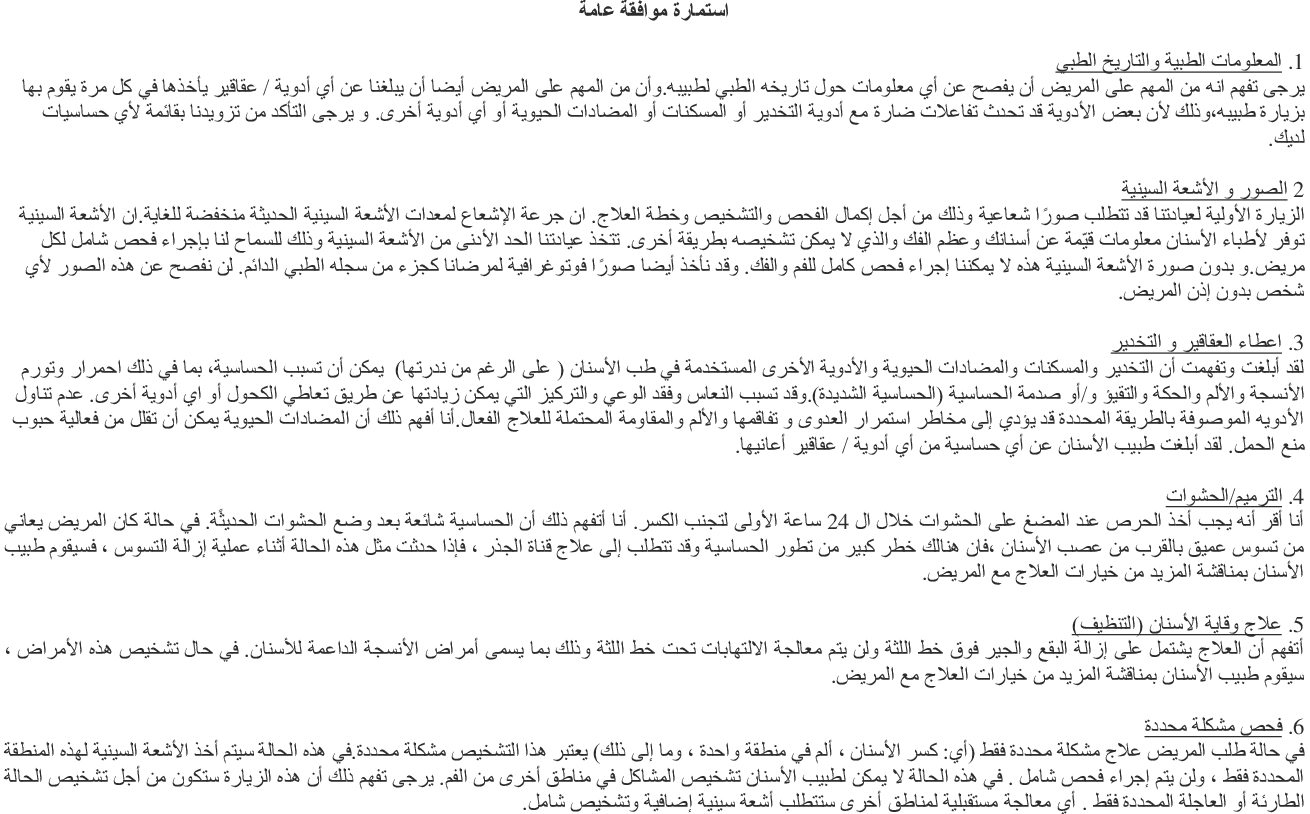 استمارة موافقة عامة
1. المعلومات الطبية والتاريخ الطبي
يرجى تفهم انه من المهم على المريض أن يفصح عن أي معلومات حول تاريخه الطبي لطبيبه.وأن من المهم على المريض أيضا أن يبلغنا عن أي أدوية / عقاقير يأخذها في كل مرة يقوم بها
بزيارة طبيبه،وذلك لأن بعض الأدوية قد تحدث تفاعلات ضارة مع أدوية التخدير أو المسكنات أو المضادات الحيوية أو أي أدوية أخرى. و يرجى التأكد من تزويدنا بقائمة لأي حساسيات
لديك.
2 الصور و الأشعة السينية
الزيارة الأولية لعيادتنا قد تتطلب صورًا شعاعية وذلك من أجل إكمال الفحص والتشخيص وخطة العلاج. ان جرعة الإشعاع لمعدات الأشعة السينية الحديثة منخفضة للغاية.ان الأشعة السينية
توفر لأطباء الأسنان معلومات قيّمة عن أسنانك وعظم الفك والذي لا يمكن تشخيصه بطريقة أخرى. تتخذ عيادتنا الحد الأدنى من الأشعة السينية وذلك للسماح لنا بإجراء فحص شامل لكل
مريض.و بدون صورة الأشعة السينية هذه لا يمكننا إجراء فحص كامل للفم والفك. وقد نأخذ أيضا صورًا فوتوغرافية لمرضانا كجزء من سجله الطبي الدائم. لن نفصح عن هذه الصور لأي
شخص بدون إذن المريض.
3. اعطاء العقاقير و التخدير
لقد أبلغت وتفهمت أن التخدير والمسكنات والمضادات الحيوية والأدوية الأخرى المستخدمة في طب الأسنان ( على الرغم من ندرتها) يمكن أن تسبب الحساسية، بما في ذلك احمرار وتورم
الأنسجة والألم والحكة والتقيؤ و/أو صدمة الحساسية (الحساسية الشديدة).وقد تسبب النعاس وفقد الوعي والتركيز التي يمكن زيادتها عن طريق تعاطي الكحول أو اي أدوية أخرى. عدم تناول
الأدويه الموصوفة بالطريقة المحددة قد يؤدي إلى مخاطر استمرار العدوى و تفاقمها والألم والمقاومة المحتملة للعلاج الفعال.أنا أفهم ذلك أن المضادات الحيوية يمكن أن تقلل من فعالية حبوب
منع الحمل. لقد أبلغت طبيب الأسنان عن أي حساسية من أي أدوية / عقاقير أعانيها.
4. الترميم/الحشوات
أنا أقر أنه يجب أخذ الحرص عند المضغ على الحشوات خلال ال 24 ساعة الأولى لتجنب الكسر. أنا أتفهم ذلك أن الحساسية شائعة بعد وضع الحشوات الحديثًة. في حالة كان المريض يعاني
من تسوس عميق بالقرب من عصب الأسنان ،فان هنالك خطر كبير من تطور الحساسية وقد تتطلب إلى علاج قناة الجذر ، فإذا حدثت مثل هذه الحالة أثناء عملية إزالة التسوس ، فسيقوم طبيب
الأسنان بمناقشة المزيد من خيارات العلاج مع المريض.
5. علاج وقاية الأسنان (التنظيف)
أتفهم أن العلاج يشتمل على إزالة البقع والجير فوق خط اللثة ولن يتم معالجة الالتهابات تحت خط اللثة وذلك بما يسمى أمراض الأنسجة الداعمة للأسنان. في حال تشخيص هذه الأمراض ،
سيقوم طبيب الأسنان بمناقشة المزيد من خيارات العلاج مع المريض.
6. فحص مشكلة محددة
في حالة طلب المريض علاج مشكلة محددة فقط (أي: كسر الأسنان ، ألم في منطقة واحدة ، وما إلى ذلك) يعتبر هذا التشخيص مشكلة محددة.في هذه الحالة سيتم أخذ الأشعة السينية لهذه المنطقة
المحددة فقط ، ولن يتم إجراء فحص شامل . في هذه الحالة لا يمكن لطبيب الأسنان تشخيص المشاكل في مناطق أخرى من الفم. يرجى تفهم ذلك أن هذه الزيارة ستكون من أجل تشخيص الحالة
الطارئة أو العاجلة المحددة فقط . أي معالجة مستقبلية لمناطق أخرى ستتطلب أشعة سينية إضافية وتشخيص شامل.